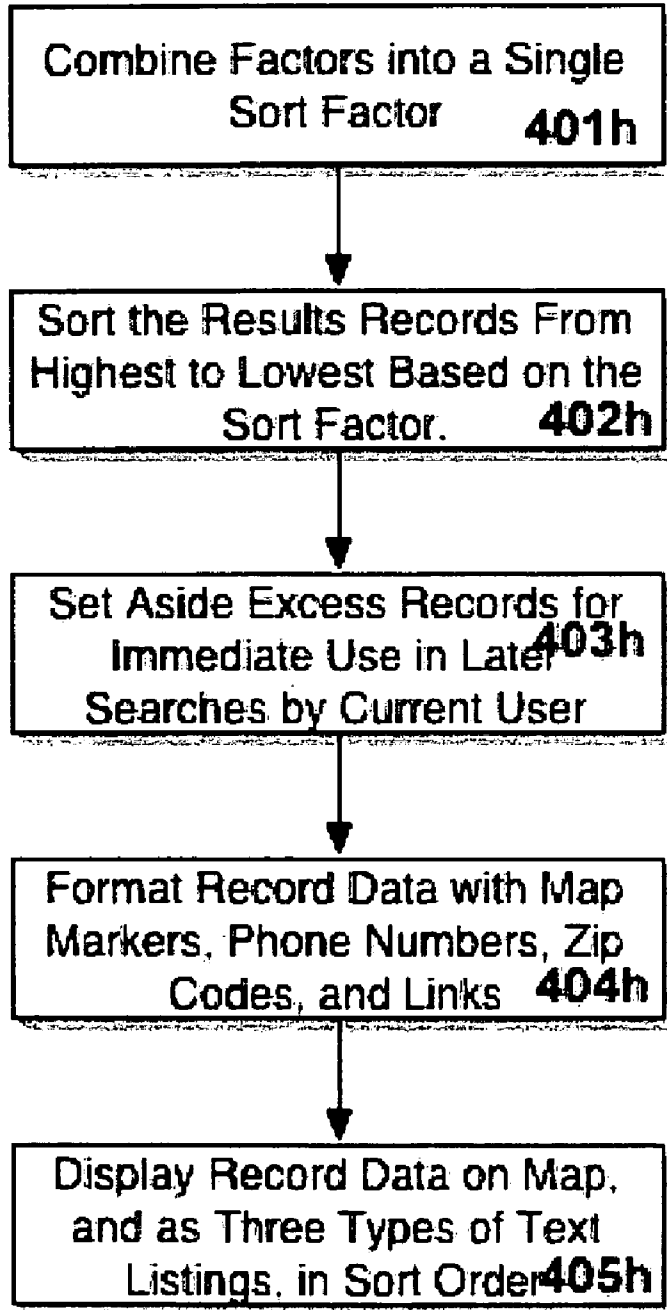 Combine Factors into a Single
Sort Factor 401h
Sort the Results Records From
Highest to Lowest Based on the
Sort Factor. 402h
Set Aside Excess Records for
Immediate Use in Later 403h
Searches by Current User
Format Record Data with Map
Markers, Phone Numbers, Zip
Codes, and Links 404h
Display Record Data on Map,
and as Three Types of Text
Listings, in Sort Order 405h